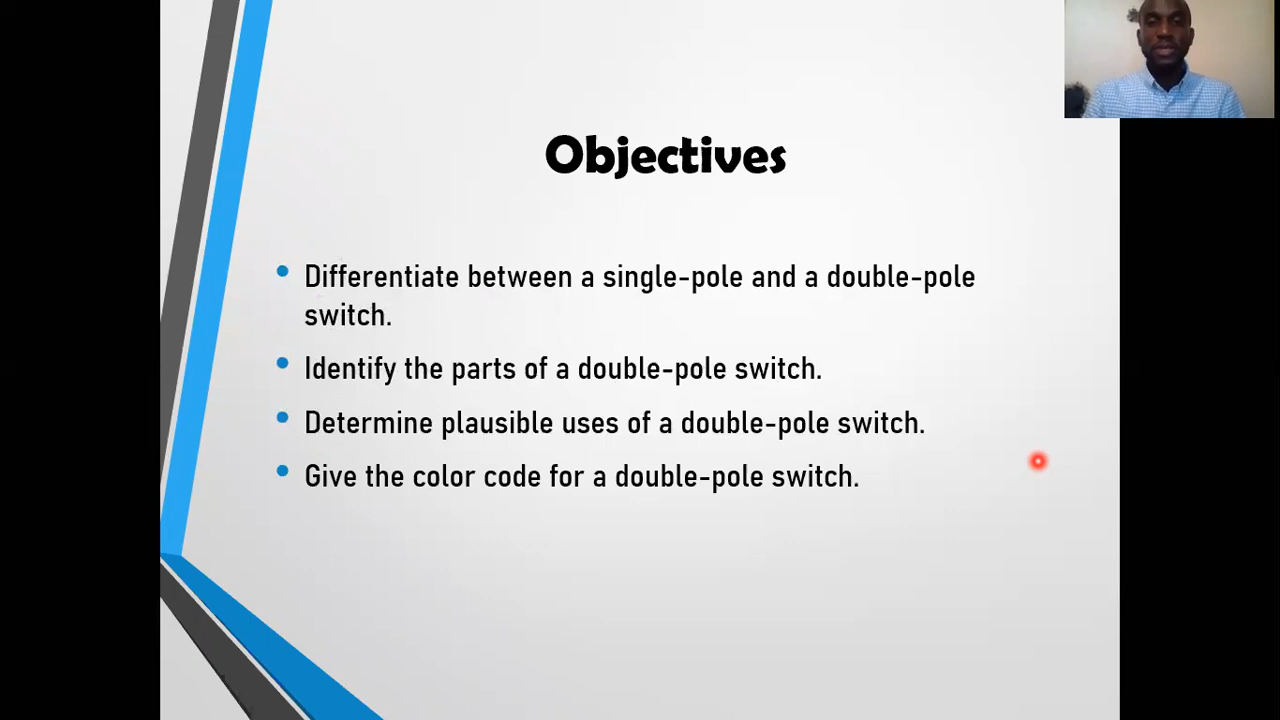 Objectives
Differentiate between a single-pole and a double-pole
switch.
Identify the parts of a double-pole switch.
Determine plausible uses of a double-pole switch.
Give the color code for a double-pole switch.